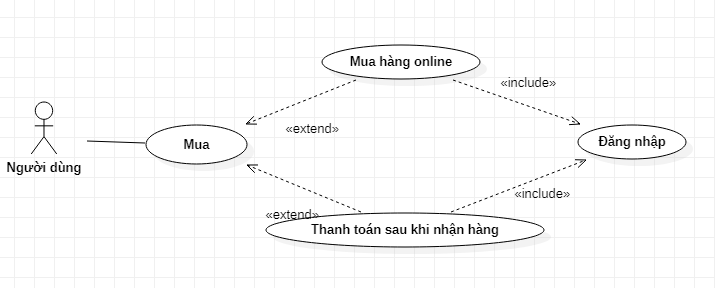 Mua hàng online
«include»
«extend»
Mua
Đăng nhập
Người dùng
«include»
«extend»
Thanh toán sau khi nhận hàng